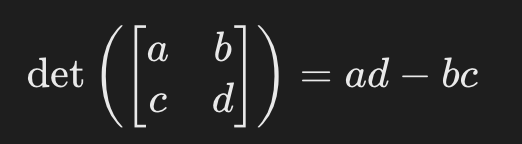 det([a b
c d]) = ad − bc